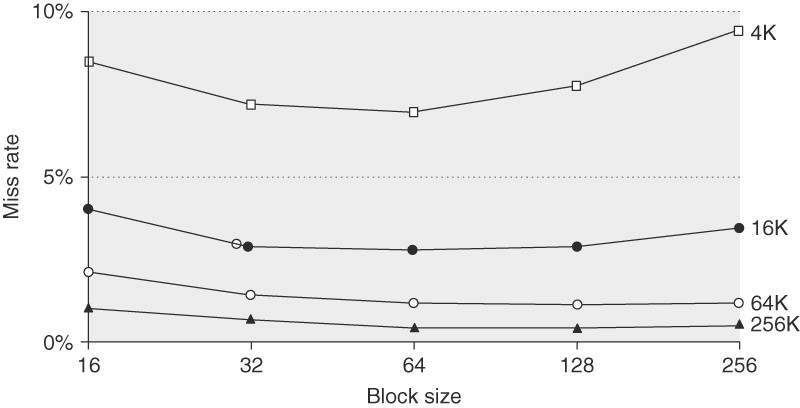 10%
4K
Miss rate
5%
16K
64K
256K
0%
16 32 64 128 256
Block size